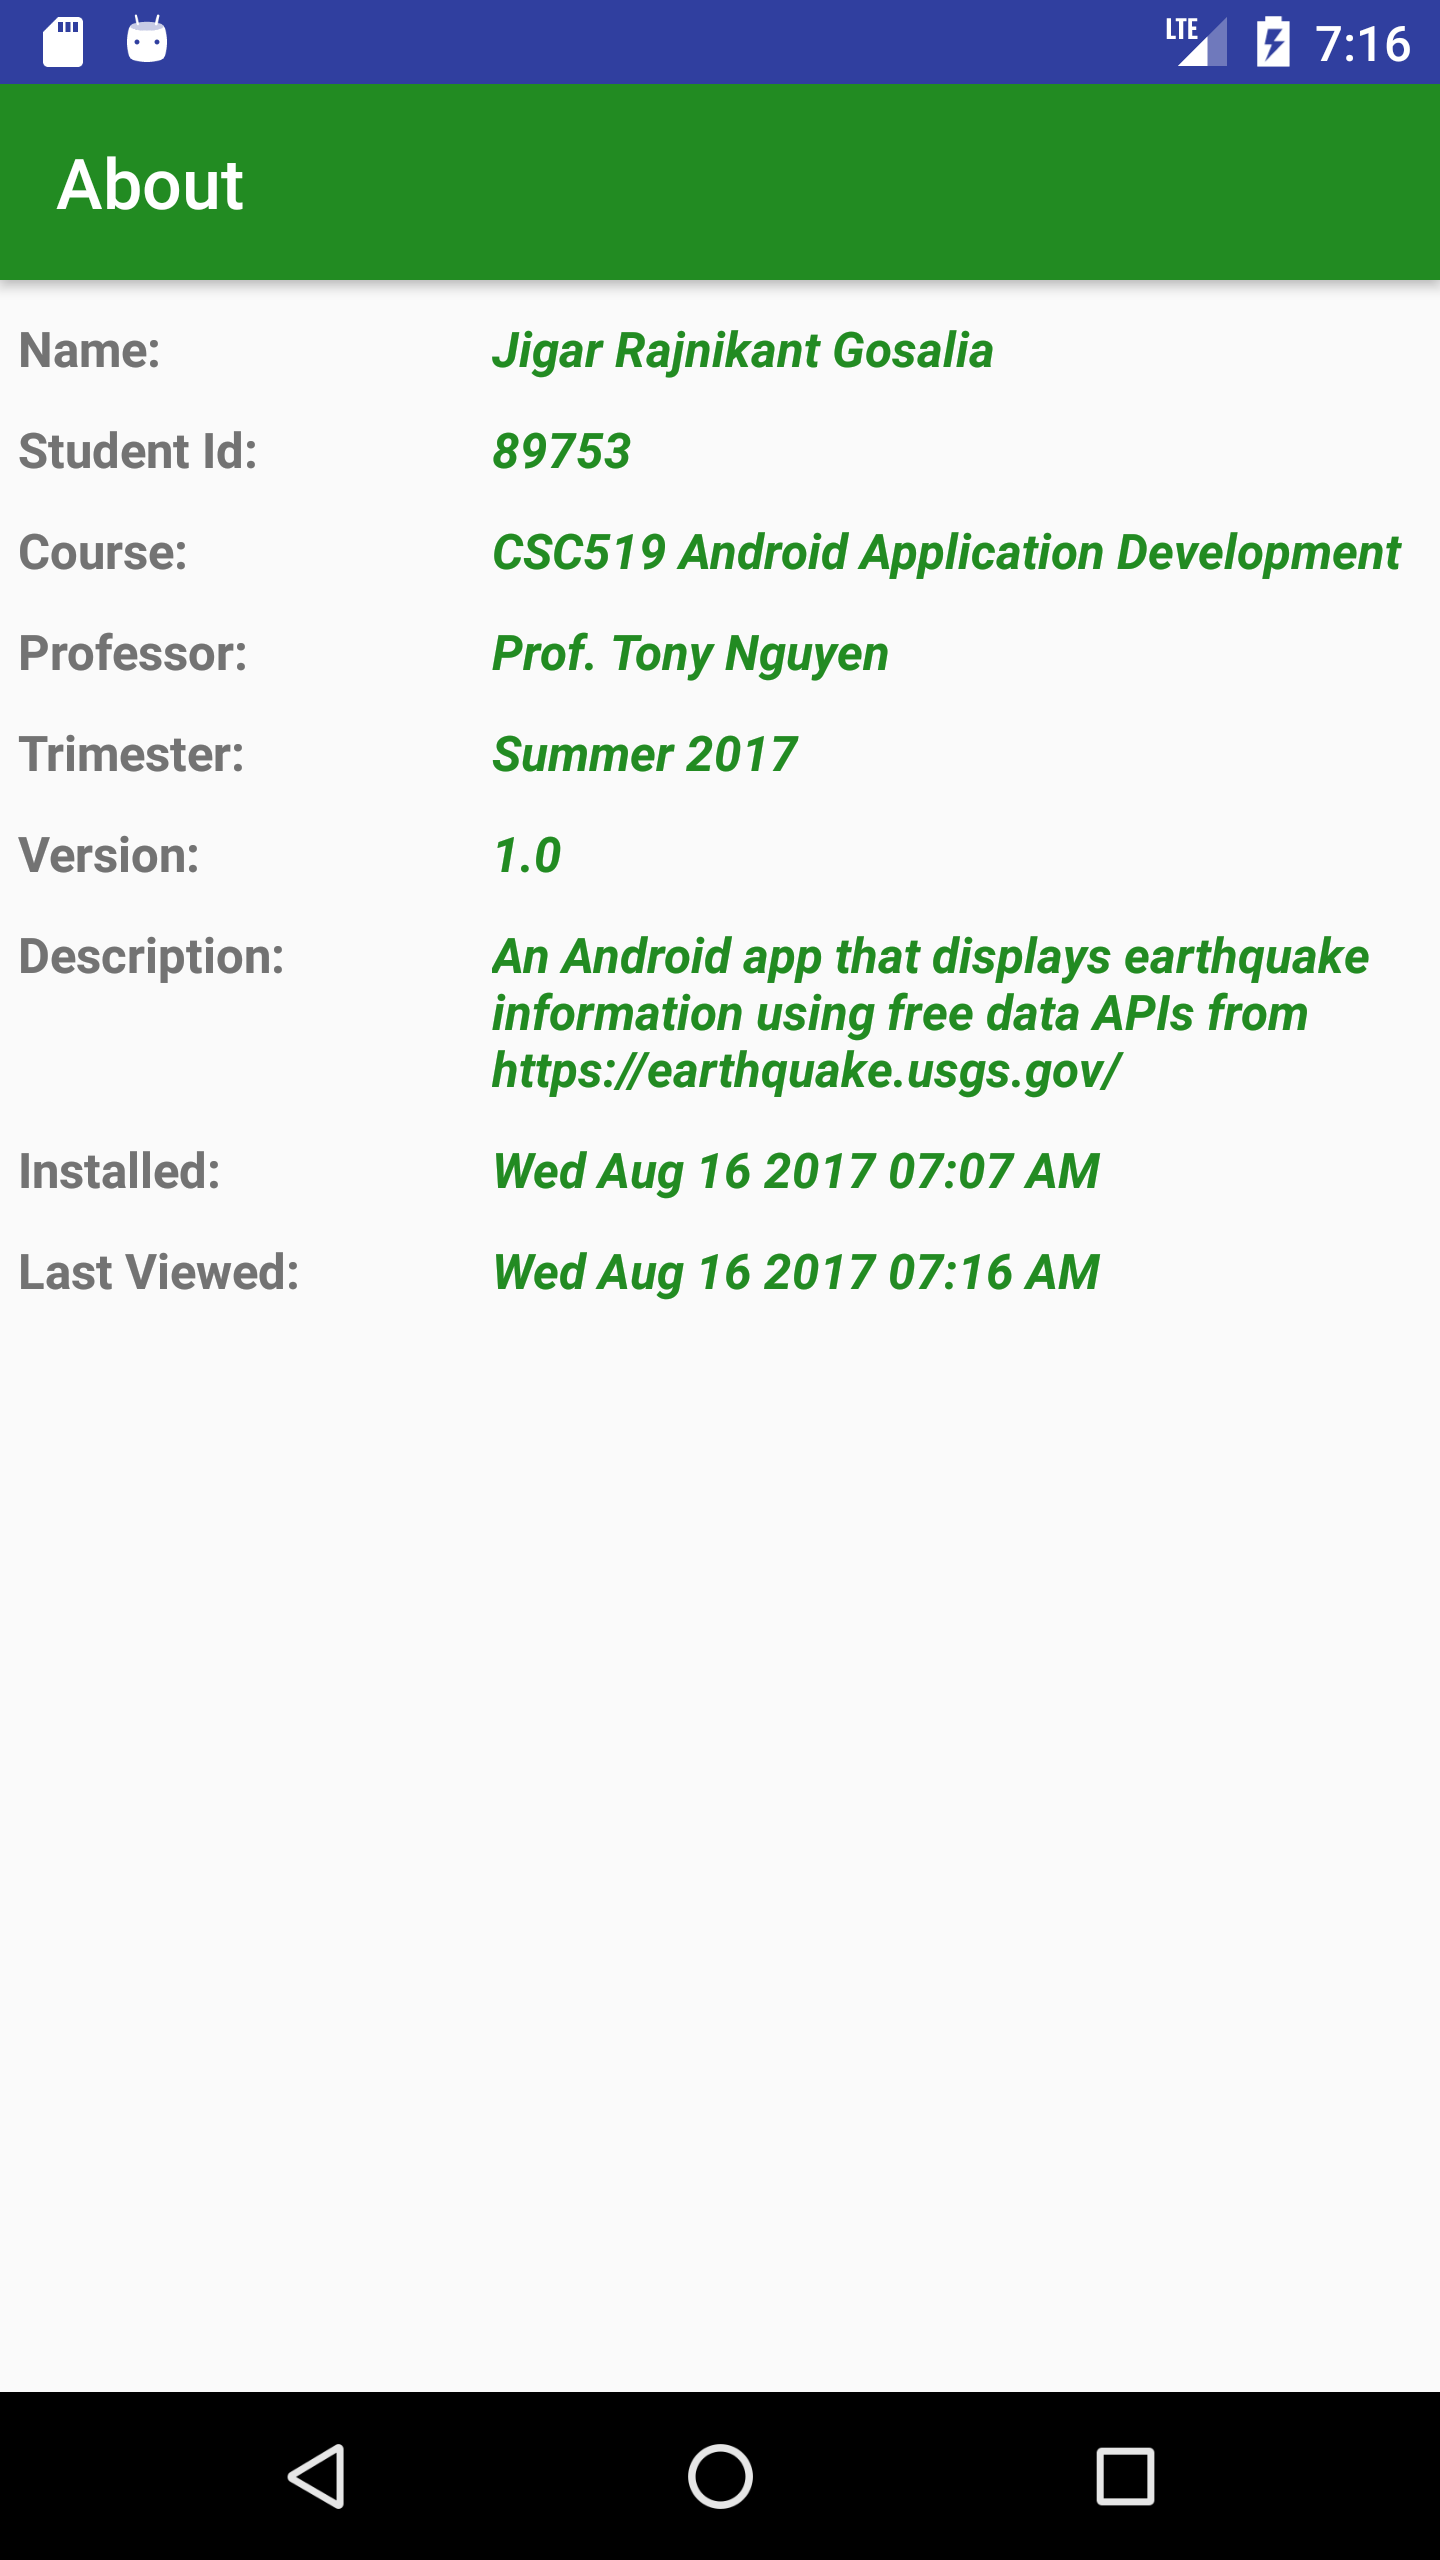 LTE 7:16
About
Name: Jigar Rajnikant Gosalia
Student Id: 89753
Course: CSC519 Android Application Development
Professor: Prof. Tony Nguyen
Trimester: Summer 2017
Version: 1.0
Description: An Android app that displays earthquake
information using free data APIs from
https://earthquake.usgs.gov/
Installed: Wed Aug 16 2017 07:07 AM
Last Viewed: Wed Aug 16 2017 07:16 AM